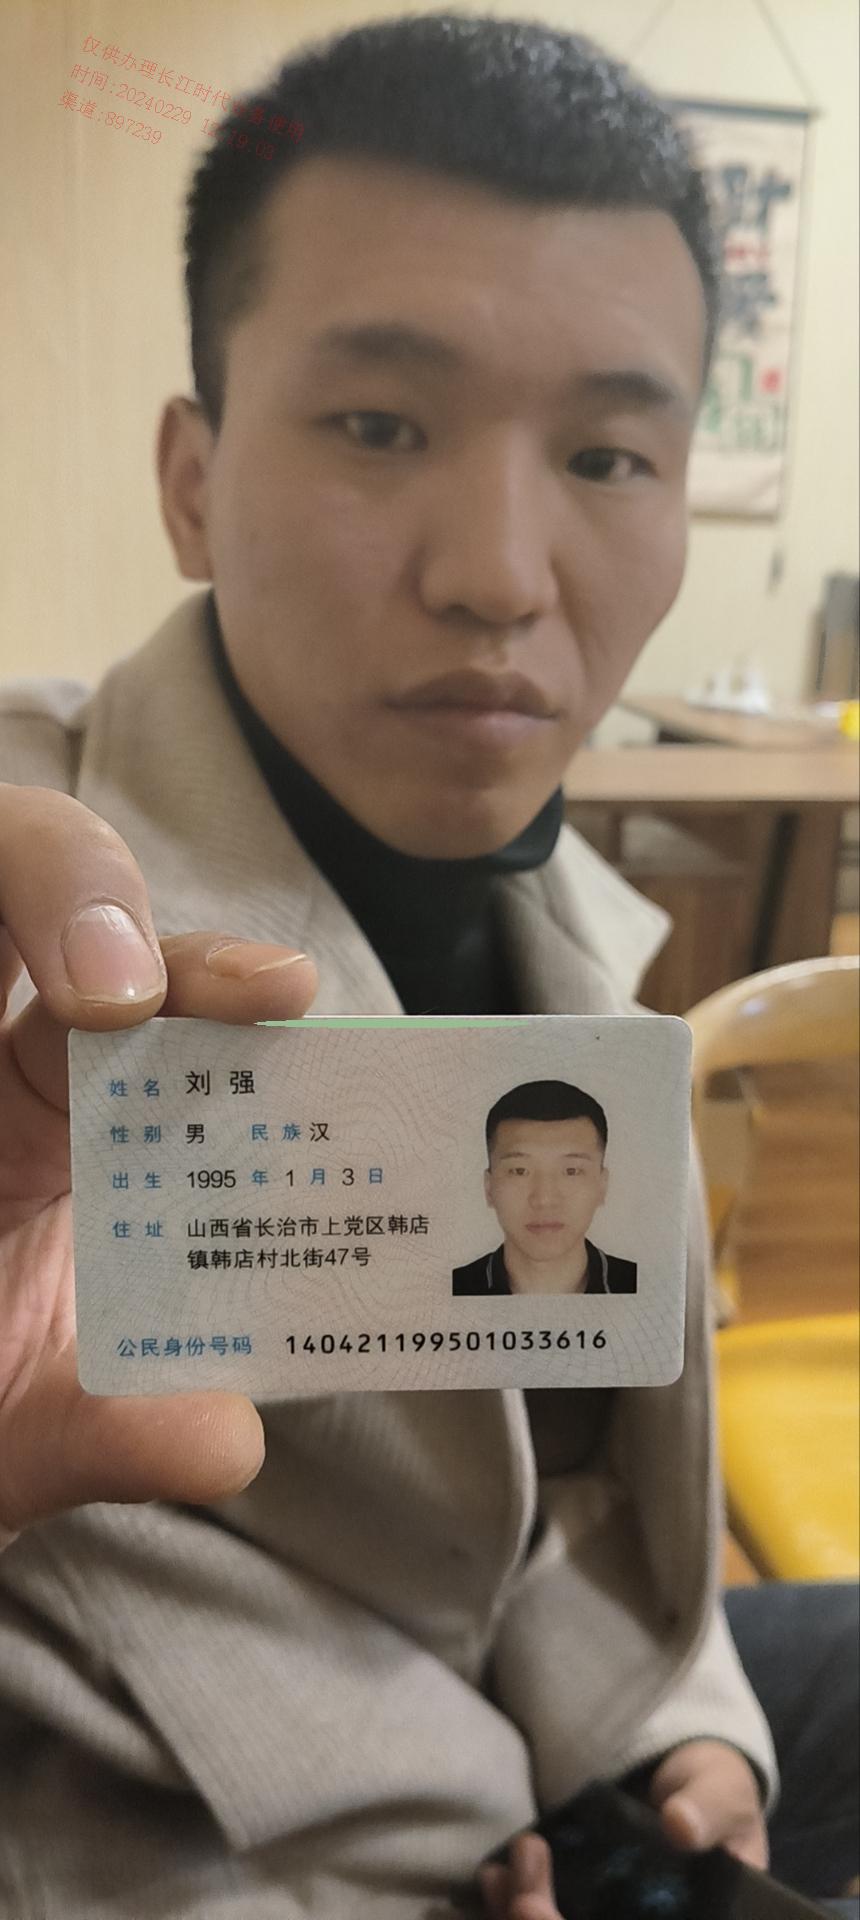 仅供办理长江时代业务使用
时间:20240229 12:19:03
渠道:897239
姓名 刘强
性别 男 民族 汉
出生 1995 年 1 月 3 日
住址 山西省长治市上党区韩店
镇韩店村北街47号
公民身份号码 140421199501033616